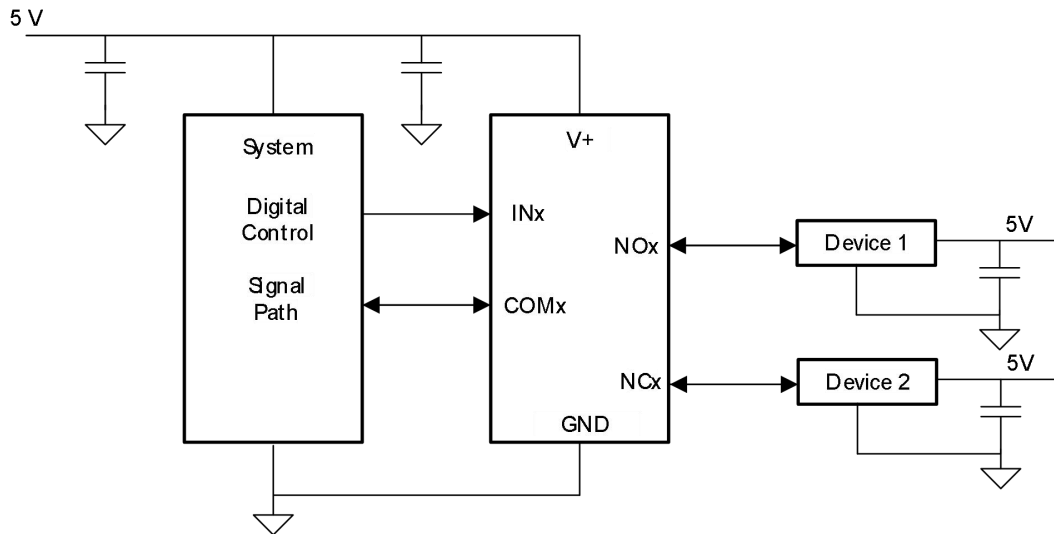 5 V
System
Digital
Control
Signal
Path
V+
INx
COMx
NOx
NCx
GND
Device 1
5V
Device 2
5V